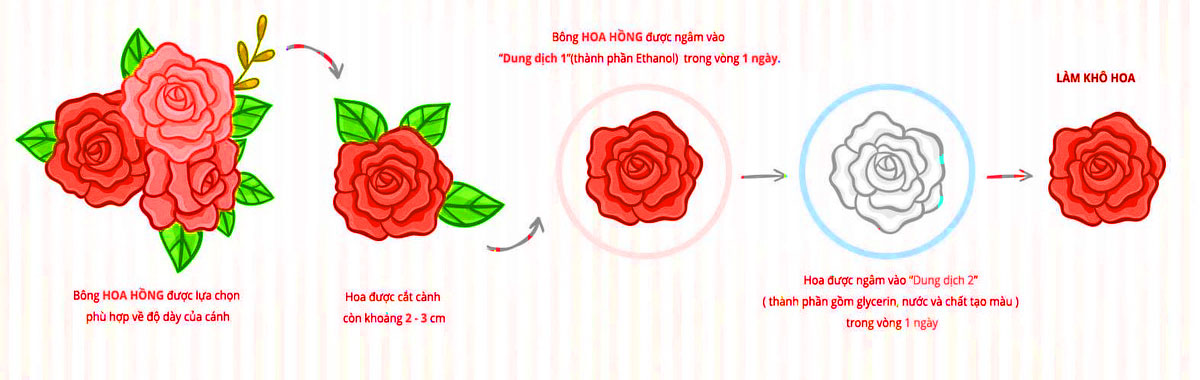 Bông HOA HỒNG được lựa chọn
phù hợp về độ dày của cánh
Hoa được cắt cành
còn khoảng 2 - 3 cm
Bông HOA HỒNG được ngâm vào
“Dung dịch 1”(thành phần Ethanol) trong vòng 1 ngày.
Hoa được ngâm vào “Dung dịch 2”
( thành phần gồm glycerin, nước và chất tạo màu )
trong vòng 1 ngày
LÀM KHÔ HOA